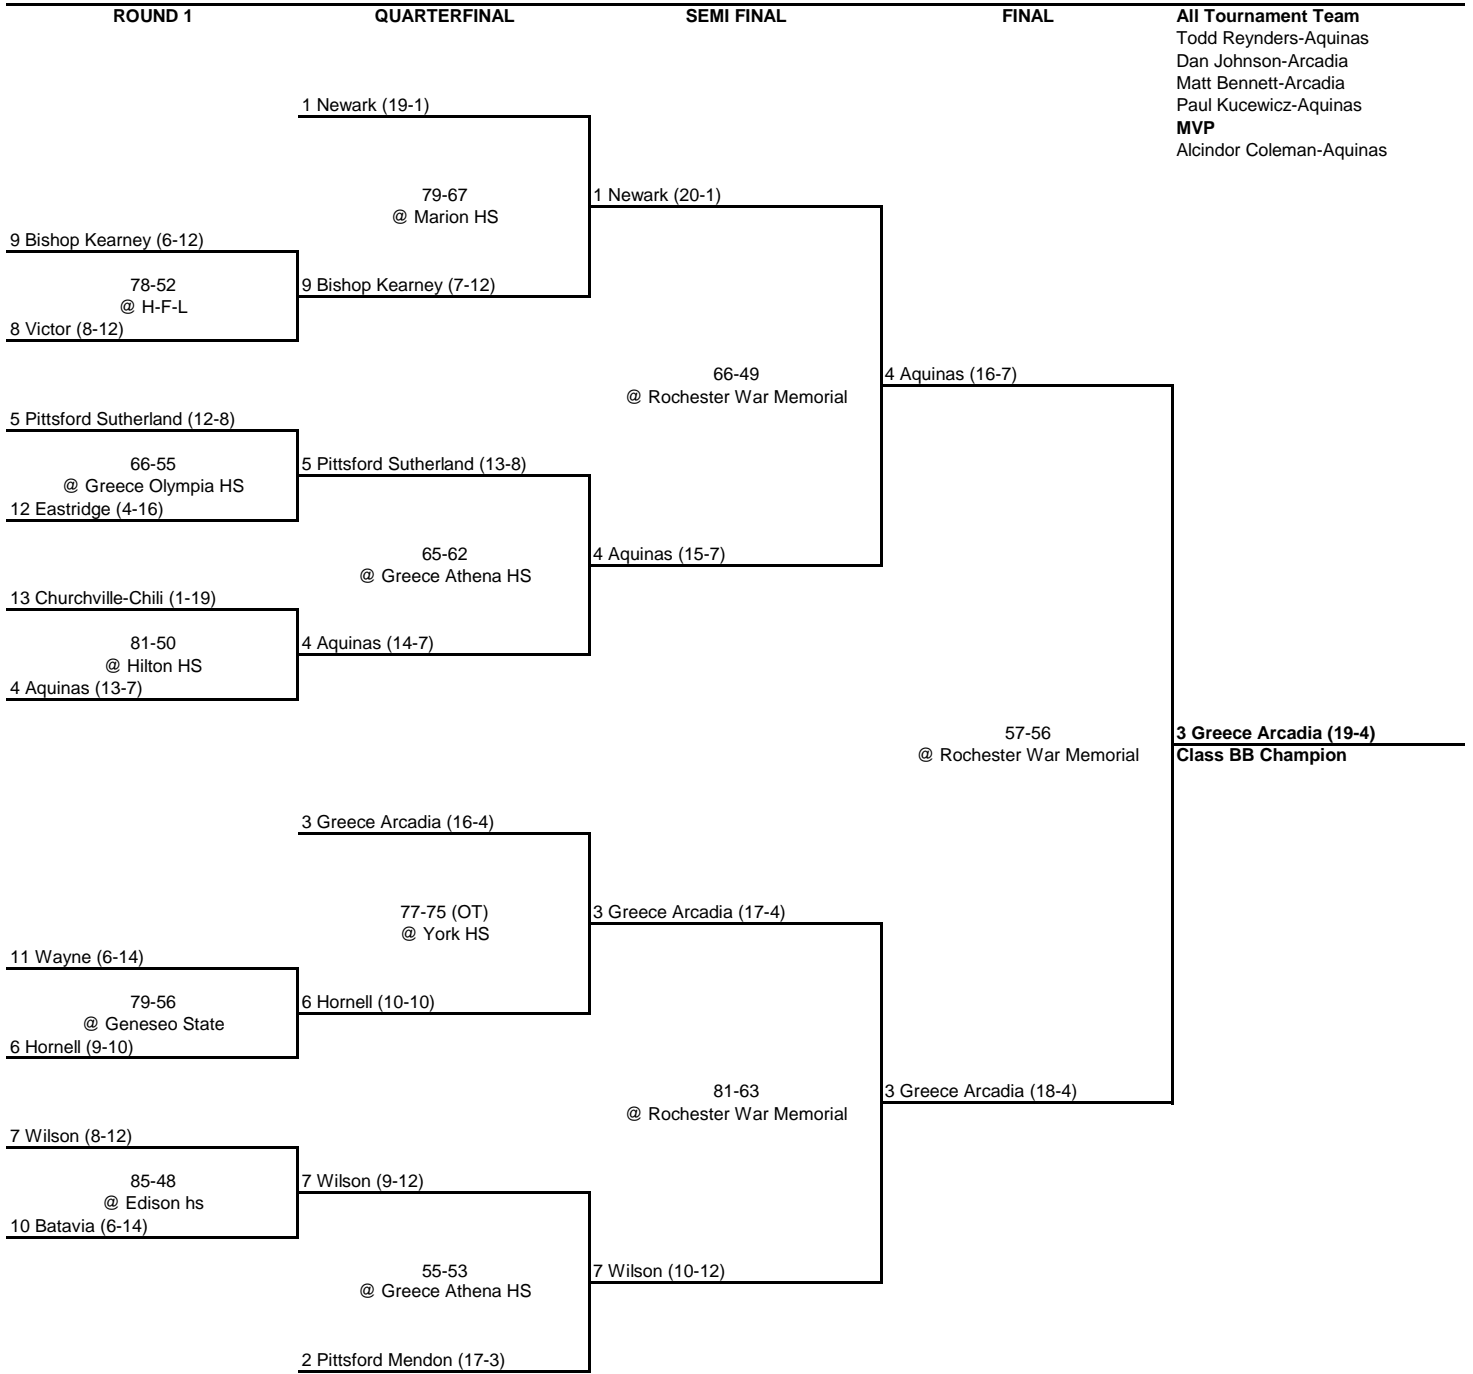 ROUND 1 QUARTERFINAL SEMI FINAL FINAL All Tournament Team
Todd Reynders-Aquinas
Dan Johnson-Arcadia
Matt Bennett-Arcadia
1 Newark (19-1) Paul Kucewicz-Aquinas
MVP
Alcindor Coleman-Aquinas
79-67 1 Newark (20-1)
@ Marion HS
9 Bishop Kearney (6-12)
78-52 9 Bishop Kearney (7-12)
@ H-F-L
8 Victor (8-12)
66-49 4 Aquinas (16-7)
@ Rochester War Memorial
5 Pittsford Sutherland (12-8)
66-55 5 Pittsford Sutherland (13-8)
@ Greece Olympia HS
12 Eastridge (4-16)
65-62 4 Aquinas (15-7)
@ Greece Athena HS
13 Churchville-Chili (1-19)
81-50 4 Aquinas (14-7)
@ Hilton HS
4 Aquinas (13-7)
57-56 3 Greece Arcadia (19-4)
@ Rochester War Memorial Class BB Champion
3 Greece Arcadia (16-4)
77-75 (OT) 3 Greece Arcadia (17-4)
@ York HS
11 Wayne (6-14)
79-56 6 Hornell (10-10)
@ Geneseo State
6 Hornell (9-10)
81-63 3 Greece Arcadia (18-4)
@ Rochester War Memorial
7 Wilson (8-12)
85-48 7 Wilson (9-12)
@ Edison hs
10 Batavia (6-14)
55-53 7 Wilson (10-12)
@ Greece Athena HS
2 Pittsford Mendon (17-3)